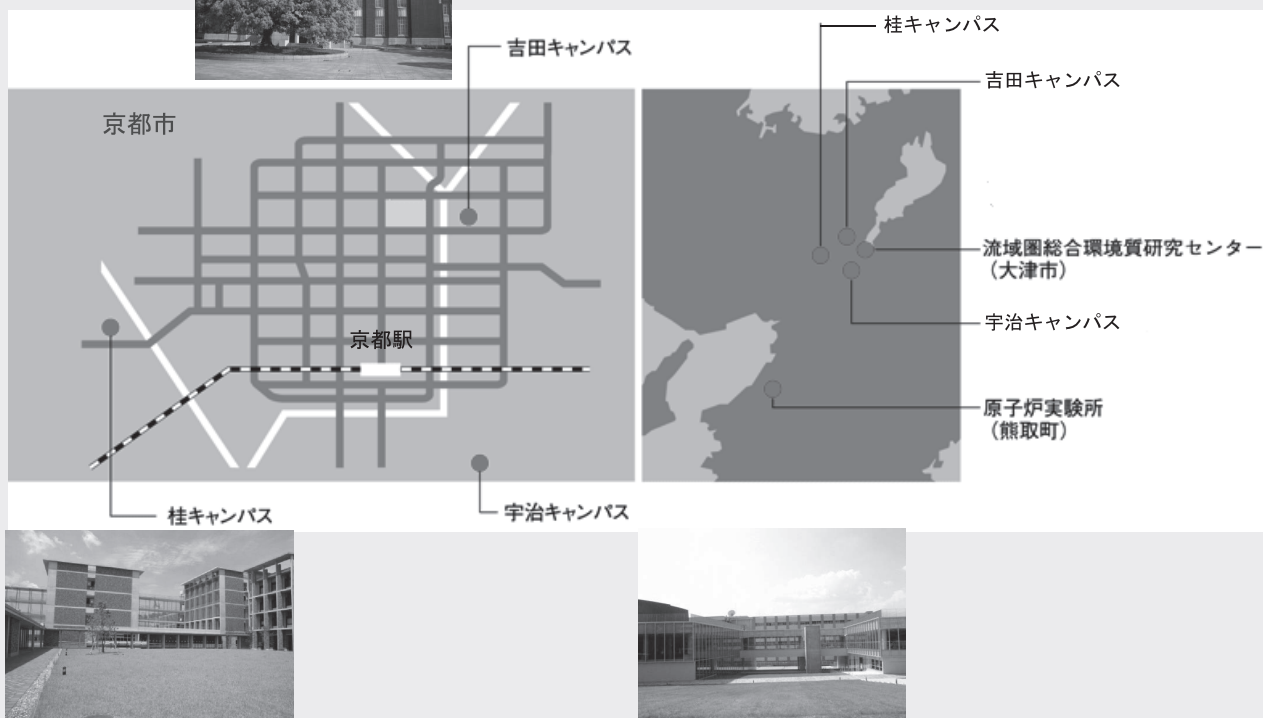 吉田キャンパス
京都市
京都駅
桂キャンパス
宇治キャンパス
桂キャンパス
吉田キャンパス
流域圏総合環境質研究センター
（大津市）
宇治キャンパス
原子炉実験所
（熊取町）